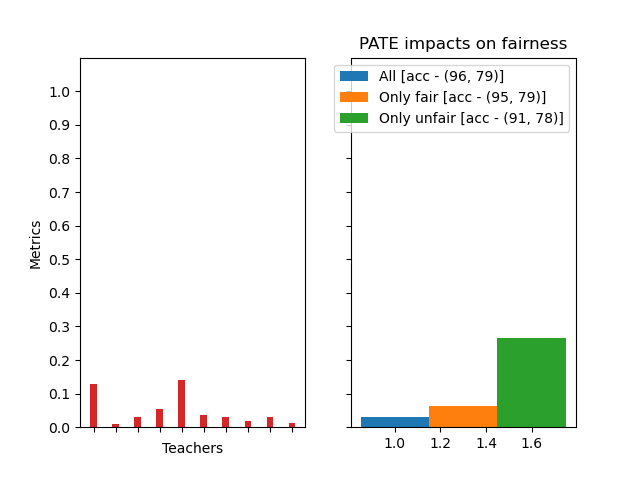 PATE impacts on fairness
All [acc - (96, 79)]
Only fair [acc - (95, 79)]
Only unfair [acc - (91, 78)]
Metrics
1.0
0.9
0.8
0.7
0.6
0.5
0.4
0.3
0.2
0.1
0.0
Teachers
1.0 1.2 1.4 1.6